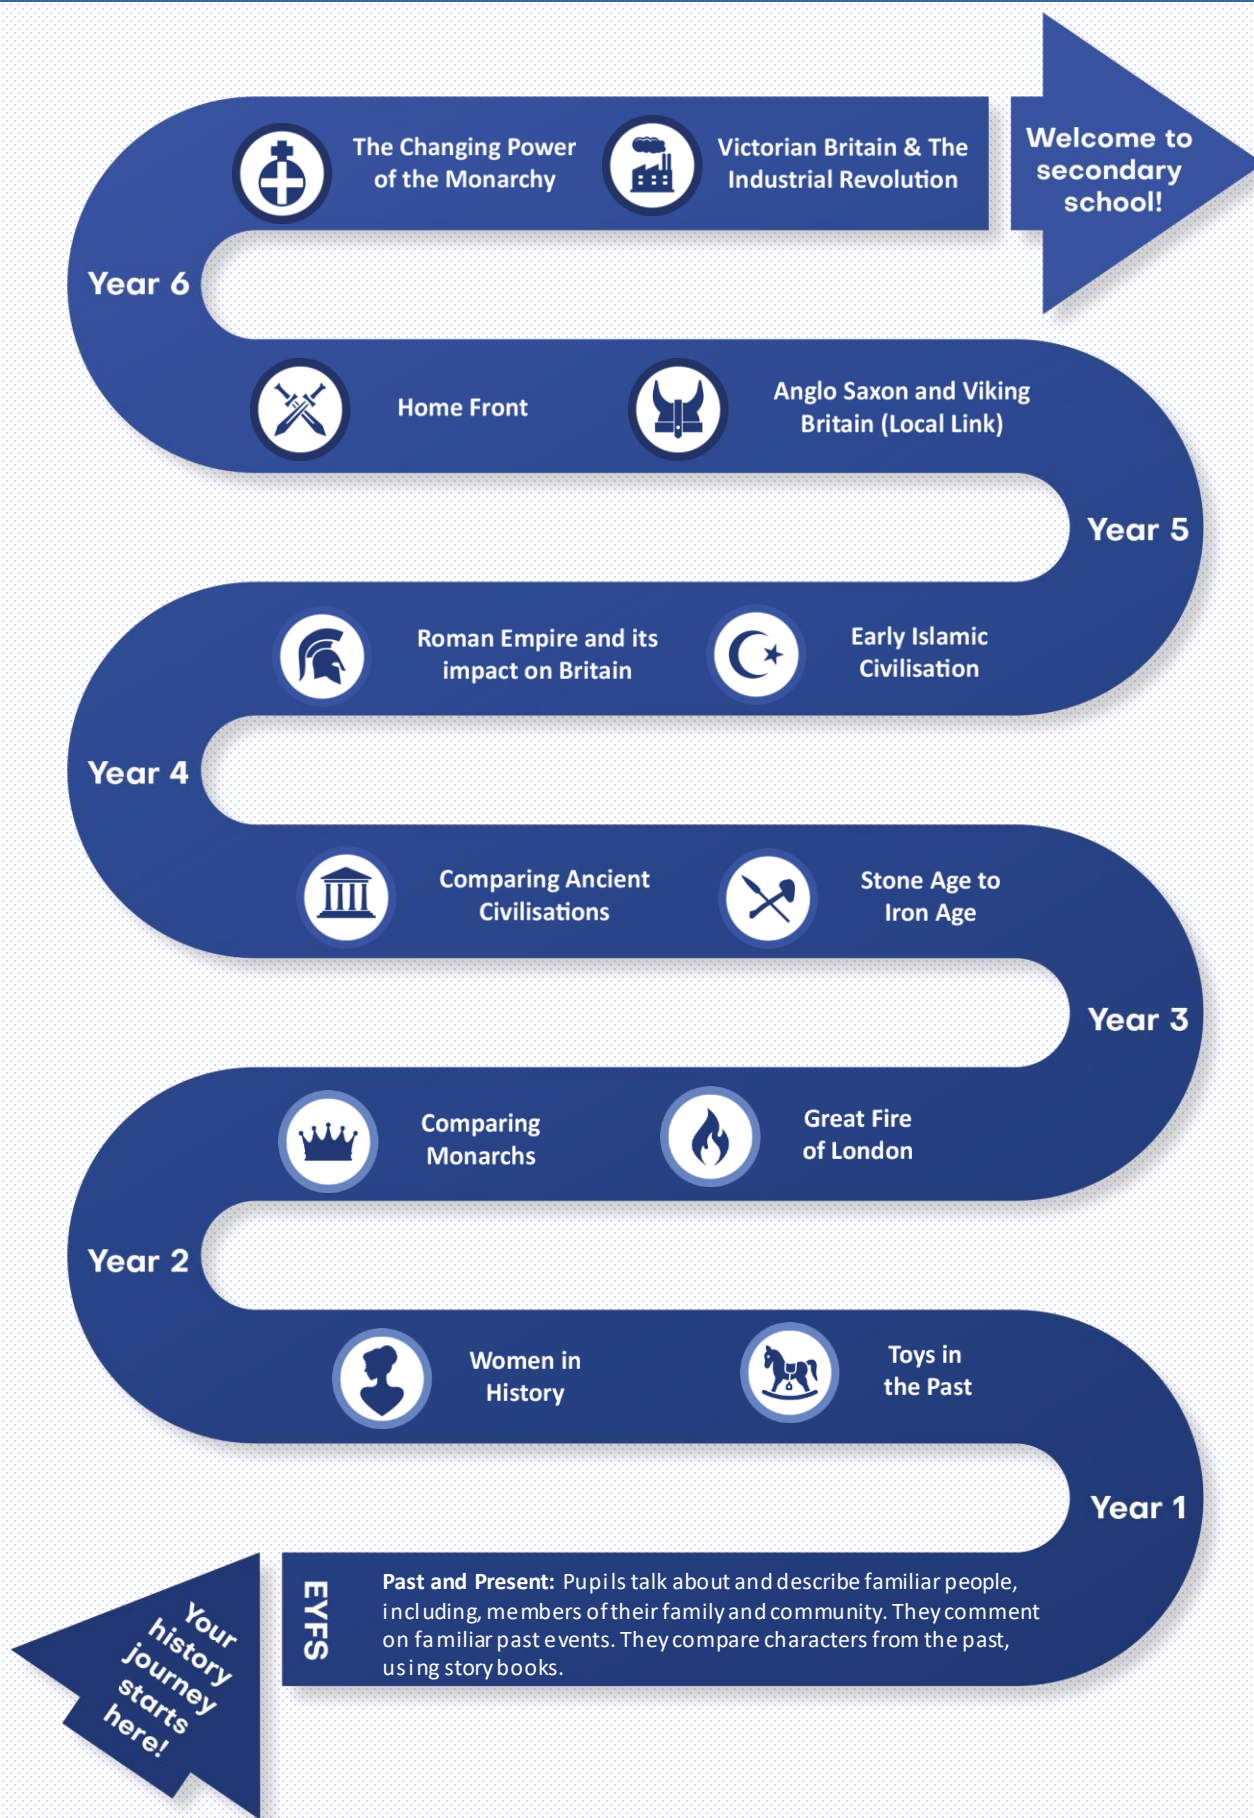 The Changing Power
of the Monarchy
Victorian Britain & The
Industrial Revolution
Welcome to
secondary
school!
Year 6
Home Front
Anglo Saxon and Viking
Britain (Local Link)
Year 5
Roman Empire and its
impact on Britain
Early Islamic
Civilisation
Year 4
Comparing Ancient
Civilisations
Stone Age to
Iron Age
Year 3
Comparing
Monarchs
Great Fire
of London
Year 2
Women in
History
Toys in
the Past
Year 1
EYFS
Past and Present: Pupils talk about and describe familiar people,
including, members of their family and community. They comment
on familiar past events. They compare characters from the past,
using story books.
Your
history
journey
starts
here!